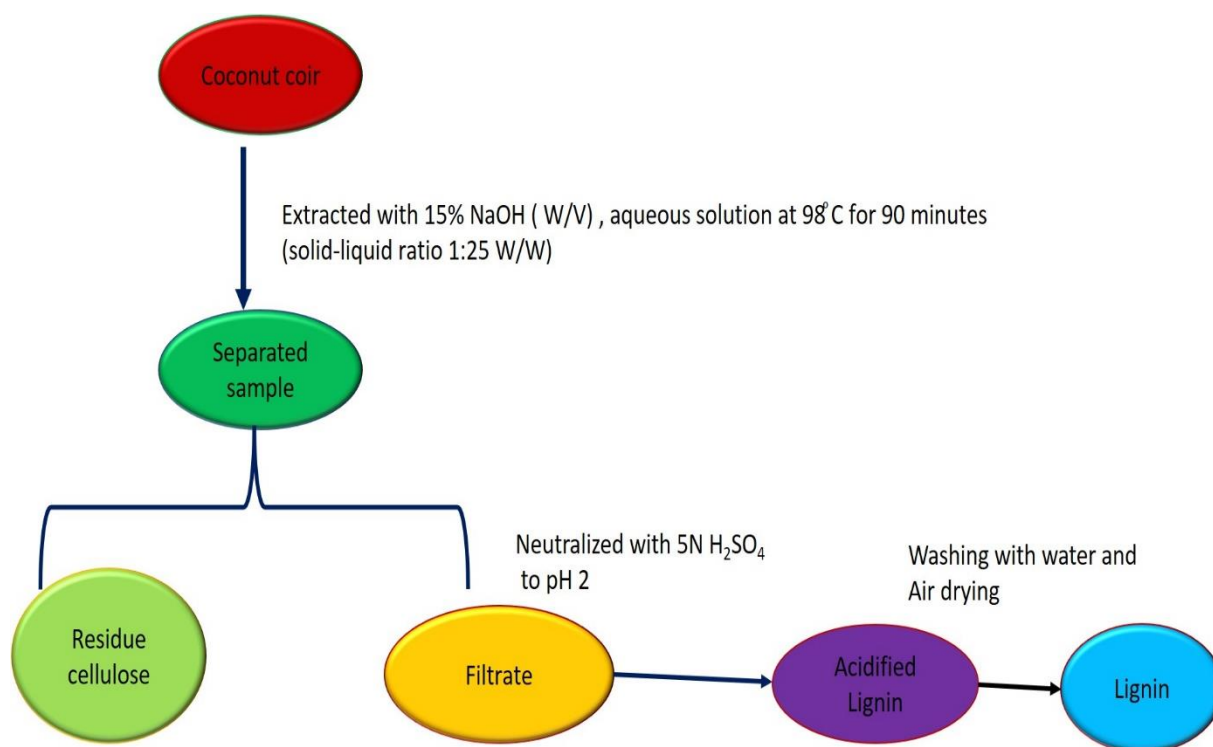 Coconut coir
Extracted with 15% NaOH ( W/V) , aqueous solution at 98°C for 90 minutes
(solid-liquid ratio 1:25 W/W)
Separated
sample
Neutralized with 5N H₂SO₄
to pH 2
Washing with water and
Air drying
Residue
cellulose
Filtrate
Acidified
Lignin
Lignin